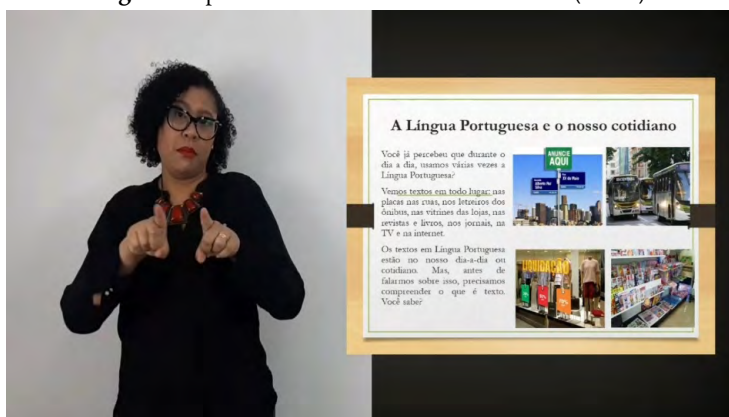 A Língua Portuguesa e o nosso cotidiano
Você já percebeu que durante o
dia a dia, usamos várias vezes a
Língua Portuguesa?
Vemos textos em todo lugar: nas
placas nas ruas, nos letreiros dos
ônibus, nas vitrines das lojas, nas
revistas e livros, nos jornais, na
TV e na internet.
Os textos em Língua Portuguesa
estão no nosso dia-a-dia ou
cotidiano. Mas, antes de
falarmos sobre isso, precisamos
compreender o que é texto.
Você sabe?
ANUNCIE
AQUI
LIQUIDAÇÃO